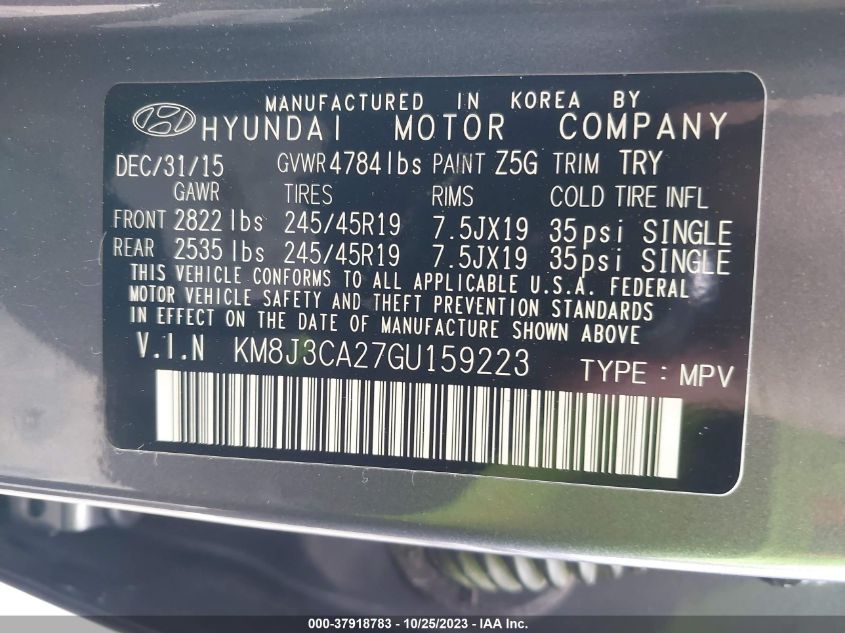 MANUFACTURED IN KOREA BY
HYUNDAI MOTOR COMPANY
DEC/31/15 GVWR 4784lbs PAINT Z5G TRIM TRY
GAWR TIRES RIMS COLD TIRE INFL
FRONT 2822 lbs 245/45R19 7.5JX19 35psi SINGLE
REAR 2535 lbs 245/45R19 7.5JX19 35psi SINGLE
THIS VEHICLE CONFORMS TO ALL APPLICABLE U.S.A. FEDERAL
MOTOR VEHICLE SAFETY AND THEFT PREVENTION STANDARDS
IN EFFECT ON THE DATE OF MANUFACTURE SHOWN ABOVE
V.I.N KM8J3CA27GU159223 TYPE : MPV
000-37918783 - 10/25/2023 - IAA Inc.